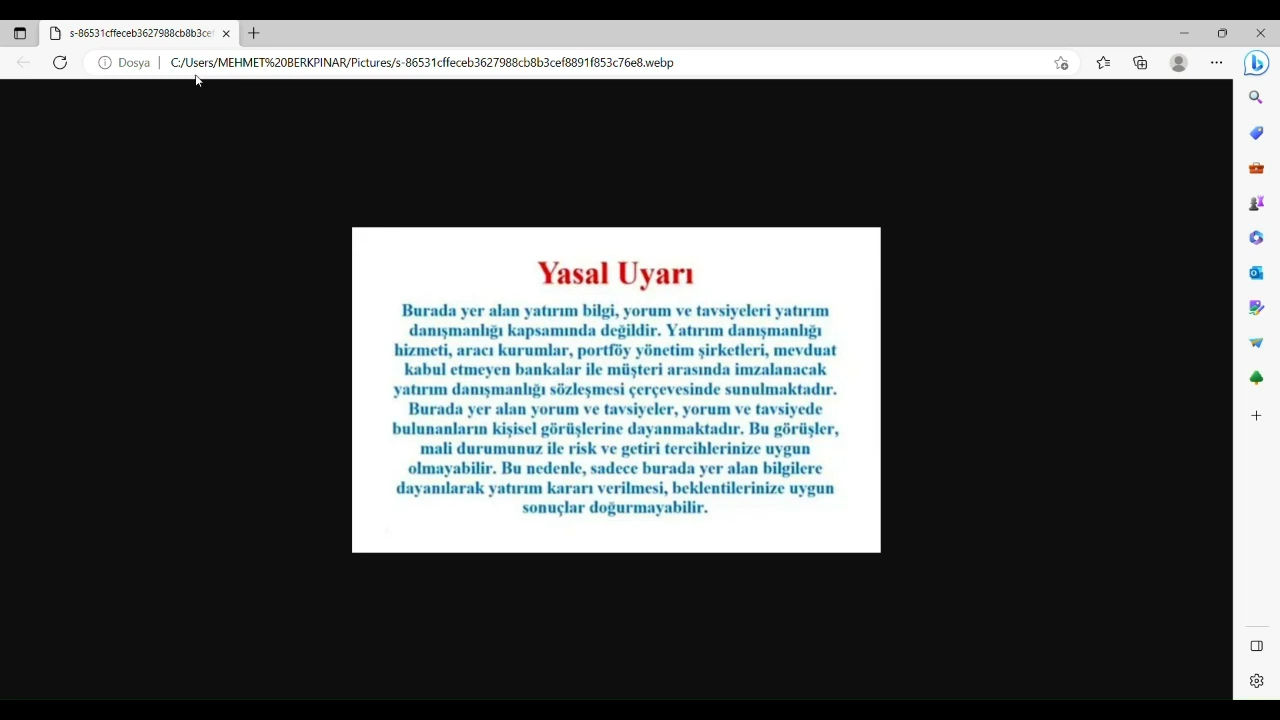 s-86531cffeceb3627988cb8b3cef
Dosya
C:/Users/MEHMET%20BERKPINAR/Pictures/s-86531cffeceb3627988cb8b3cef8891f853c76e8.webp
Yasal Uyarı
Burada yer alan yatırım bilgi, yorum ve tavsiyeleri yatırım
danışmanlığı kapsamında değildir. Yatırım danışmanlığı
hizmeti, aracı kurumlar, portföy yönetim şirketleri, mevduat
kabul etmeyen bankalar ile müşteri arasında imzalanacak
yatırım danışmanlığı sözleşmesi çerçevesinde sunulmaktadır.
Burada yer alan yorum ve tavsiyeler, yorum ve tavsiyede
bulunanların kişisel görüşlerine dayanmaktadır. Bu görüşler,
mali durumunuz ile risk ve getiri tercihlerinize uygun
olmayabilir. Bu nedenle, sadece burada yer alan bilgilere
dayanılarak yatırım kararı verilmesi, beklentilerinize uygun
sonuçlar doğurmayabilir.